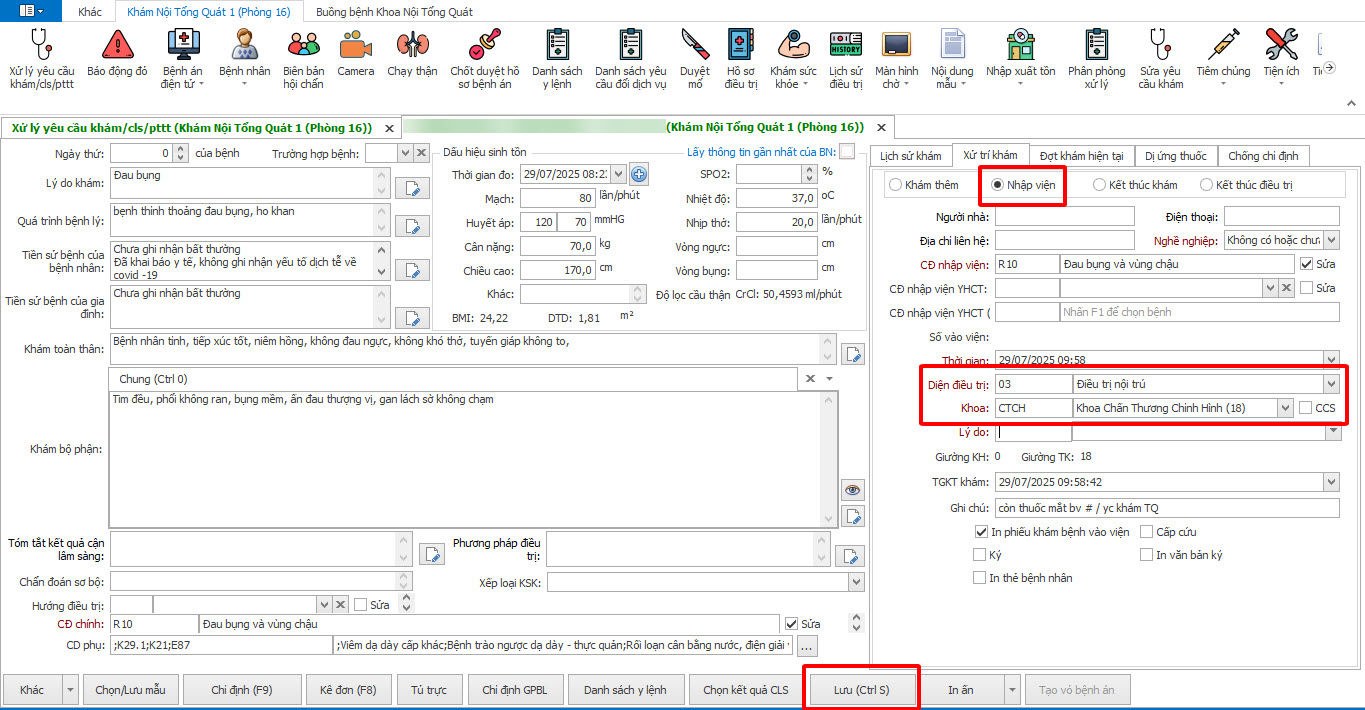 Khác
Khám Nội Tổng Quát 1 (Phòng 16)
Buồng bệnh Khoa Nội Tổng Quát
Xử lý yêu cầu
khám/cls/pttt
Báo động đỏ
Bệnh án
điện tử
Bệnh nhân
Biên bản
hội chẩn
Camera
Chạy thận
Chốt duyệt hồ
sơ bệnh án
Danh sách
y lệnh
Danh sách yêu
cầu đổi dịch vụ
Duyệt
mổ
Hồ sơ
điều trị
Khám sức
khỏe
HISTORY
Lịch sử
điều trị
Màn hình
chờ
Nội dung
mẫu
Nhập xuất tồn
Phân phòng
xử lý
Sửa yêu
cầu khám
Tiêm chủng
Tiện ích
Xử lý yêu cầu khám/cls/pttt (Khám Nội Tổng Quát 1 (Phòng 16))
(Khám Nội Tổng Quát 1 (Phòng 16))
Ngày thứ: 0 của bệnh Trường hợp bệnh:
Lý do khám: Đau bụng
Quá trình bệnh lý: bệnh thỉnh thoảng đau bụng, ho khan
Tiền sử bệnh của
bệnh nhân:
Chưa ghi nhận bất thường
Đã khai báo y tế, không ghi nhận yếu tố dịch tễ về
covid -19
Tiền sử bệnh của gia
đình:
Chưa ghi nhận bất thường
Dấu hiệu sinh tồn
Lấy thông tin gần nhất của BN:
Thời gian đo: 29/07/2025 08:2 SPO2: %
Mạch: 80 lần/phút Nhiệt độ: 37,0 oC
Huyết áp: 120 70 mmHG Nhịp thở: 20,0 lần/phút
Cân nặng: 70,0 kg Vòng ngực: cm
Chiều cao: 170,0 cm Vòng bụng: cm
Khác: Độ lọc cầu thận CrCl: 50,4593 ml/phút
BMI: 24,22 DTD: 1,81 m²
Khám toàn thân: Bệnh nhân tỉnh, tiếp xúc tốt, niêm hồng, không đau ngực, không khó thở, tuyến giáp không to,
Chung (Ctrl 0)
Khám bộ phận:
Tim đều, phổi không ran, bụng mềm, ấn đau thượng vị, gan lách sờ không chạm
Tóm tắt kết quả cận
lâm sàng:
Phương pháp điều
trị:
Chẩn đoán sơ bộ:
Xếp loại KSK:
Hướng điều trị: Sửa
CĐ chính: R10 Đau bụng và vùng chậu Sửa
CD phụ: ;K29.1;K21;E87 ;Viêm dạ dày cấp khác;Bệnh trào ngược dạ dày - thực quản;Rối loạn cân bằng nước, điện giải ...
Lịch sử khám
Xử trí khám
Đợt khám hiện tại
Dị ứng thuốc
Chống chỉ định
Khám thêm
Nhập viện
Kết thúc khám
Kết thúc điều trị
Người nhà: Điện thoại:
Địa chỉ liên hệ: Nghề nghiệp: Không có hoặc chư
CĐ nhập viện: R10 Đau bụng và vùng chậu Sửa
CĐ nhập viện YHCT: Sửa
CĐ nhập viện YHCT ( Nhấn F1 để chọn bệnh
Số vào viện:
Thời gian: 29/07/2025 09:58
Diện điều trị: 03 Điều trị nội trú
Khoa: CTCH Khoa Chấn Thương Chỉnh Hình (18) CCS
Lý do:
Giường KH: 0 Giường TK: 18
TGKT khám: 29/07/2025 09:58:42
Ghi chú: còn thuốc mắt bv # / yc khám TQ
In phiếu khám bệnh vào viện Cấp cứu
Ký In văn bản ký
In thẻ bệnh nhân
Khác
Chọn/Lưu mẫu
Chỉ định (F9)
Kê đơn (F8)
Tủ trực
Chỉ định GPBL
Danh sách y lệnh
Chọn kết quả CLS
Lưu (Ctrl S)
In ấn
Tạo vỏ bệnh án